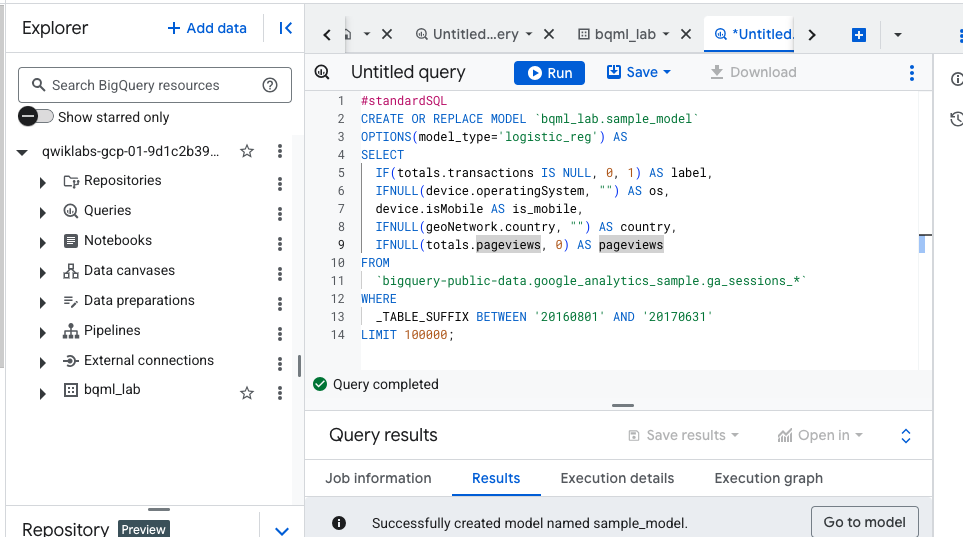 Explorer
+ Add data
Untitled...ery
bqml_lab
*Untitled.
Search BigQuery resources
Show starred only
qwiklabs-gcp-01-9d1c2b39...
Repositories
Queries
Notebooks
Data canvases
Data preparations
Pipelines
External connections
bqml_lab
Repository
Preview
Untitled query
Run
Save
Download
1 #standardSQL
2 CREATE OR REPLACE MODEL `bqml_lab.sample_model`
3 OPTIONS(model_type='logistic_reg') AS
4 SELECT
5 IF(totals.transactions IS NULL, 0, 1) AS label,
6 IFNULL(device.operatingSystem, "") AS os,
7 device.isMobile AS is_mobile,
8 IFNULL(geoNetwork.country, "") AS country,
9 IFNULL(totals.pageviews, 0) AS pageviews
10 FROM
11 `bigquery-public-data.google_analytics_sample.ga_sessions_*`
12 WHERE
13 _TABLE_SUFFIX BETWEEN '20160801' AND '20170631'
14 LIMIT 100000;
Query completed
Query results
Save results
Open in
Job information
Results
Execution details
Execution graph
Successfully created model named sample_model.
Go to model